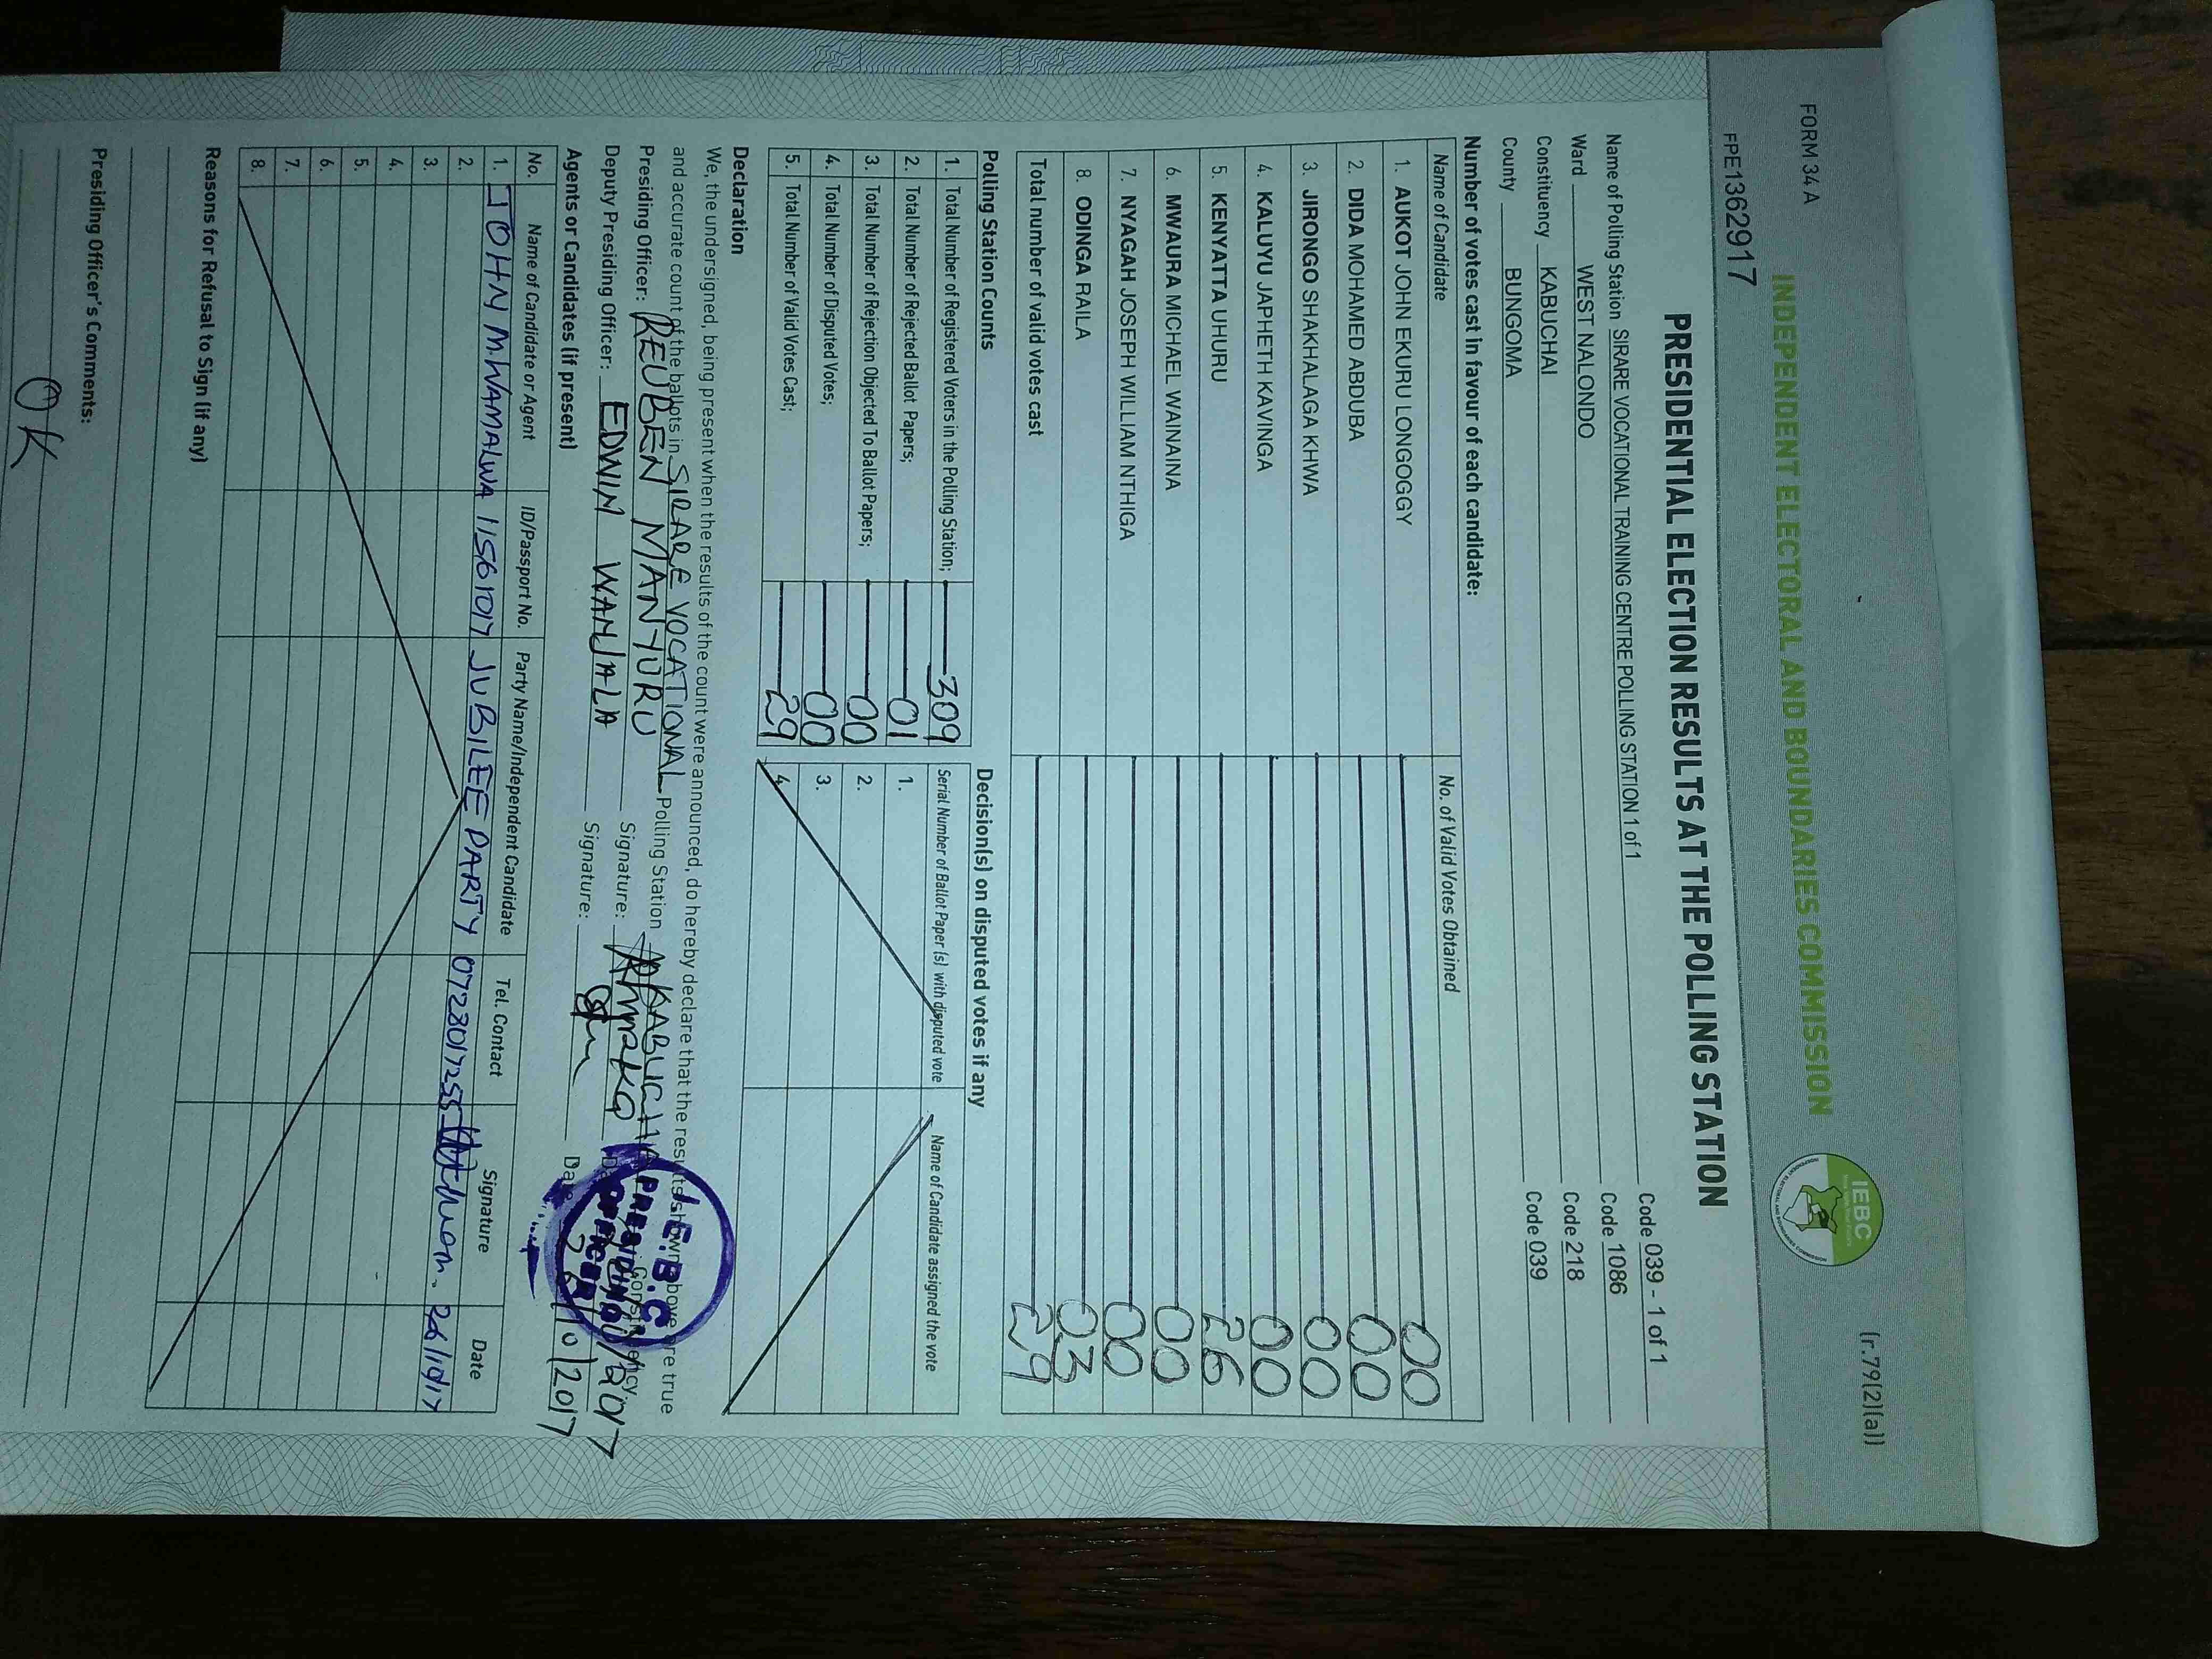 FORM 34 A
(r.79(2)(a))
INDEPENDENT ELECTORAL AND BOUNDARIES COMMISSION
IEBC
FPE1362917
PRESIDENTIAL ELECTION RESULTS AT THE POLLING STATION
Name of Polling Station SIRARE VOCATIONAL TRAINING CENTRE POLLING STATION 1 of 1 Code 039 - 1 of 1
Ward WEST NALONDO Code 1086
Constituency KABUCHAI Code 218
County BUNGOMA Code 039
Number of votes cast in favour of each candidate:
Name of Candidate No. of Valid Votes Obtained
1. AUKOT JOHN EKURU LONGOGGY 00
2. DIDA MOHAMED ABDUBA 00
3. JIRONGO SHAKHALAGA KHWA 00
4. KALUYU JAPHETH KAVINGA 00
5. KENYATTA UHURU 26
6. MWAURA MICHAEL WAINAINA 00
7. NYAGAH JOSEPH WILLIAM NTHIGA 00
8. ODINGA RAILA 03
Total number of valid votes cast 29
Polling Station Counts
1. Total Number of Registered Voters in the Polling Station; 309
2. Total Number of Rejected Ballot Papers; 01
3. Total Number of Rejection Objected To Ballot Papers; 00
4. Total Number of Disputed Votes; 00
5. Total Number of Valid Votes Cast; 29
Decision(s) on disputed votes if any
Serial Number of Ballot Paper (s) with disputed vote Name of Candidate assigned the vote
1.
2.
3.
4.
Declaration
We, the undersigned, being present when the results of the count were announced, do hereby declare that the results shown above are true
and accurate count of the ballots in SIRARE VOCATIONAL Polling Station KABUCHAI Constituency.
Presiding Officer: REUBEN MANYURU Signature: Date /2017
Deputy Presiding Officer: EDWIN WANJALA Signature: Date 26/10/2017
I.E.B.C
PRESIDING
OFFICER
Agents or Candidates (if present)
No. Name of Candidate or Agent ID/Passport No. Party Name/Independent Candidate Tel. Contact Signature Date
1. JOHN M. WAMALWA 11561017 JUBILEE PARTY 0728017255 26/10/17
2.
3.
4.
5.
6.
7.
8.
Reasons for Refusal to Sign (if any)
Presiding Officer's Comments:
OK